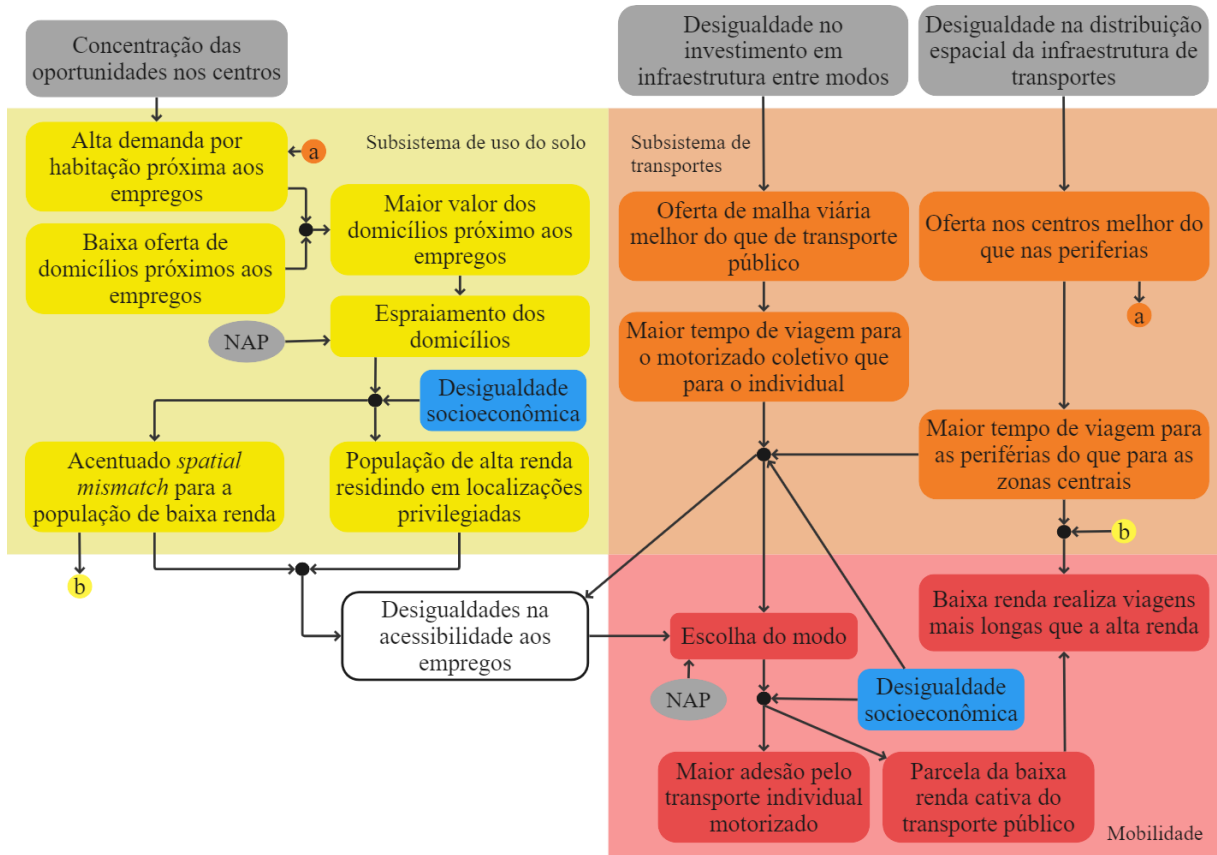 Concentração das
oportunidades nos centros
Desigualdade no
investimento em
infraestrutura entre modos
Desigualdade na distribuição
espacial da infraestrutura de
transportes
Alta demanda por
habitação próxima aos
empregos
a
Subsistema de uso do solo
Subsistema de
transportes
Baixa oferta de
domicílios próximos aos
empregos
Maior valor dos
domicílios próximo aos
empregos
Oferta de malha viária
melhor do que de transporte
público
Oferta nos centros melhor do
que nas periferias
a
NAP
Espraiamento dos
domicílios
Maior tempo de viagem para
o motorizado coletivo que
para o individual
Desigualdade
socioeconômica
Acentuado spatial
mismatch para a
população de baixa renda
População de alta renda
residindo em localizações
privilegiadas
Maior tempo de viagem para
as periférias do que para as
zonas centrais
b
b
Desigualdades na
acessibilidade aos
empregos
Escolha do modo
Baixa renda realiza viagens
mais longas que a alta renda
NAP
Desigualdade
socioeconômica
Maior adesão pelo
transporte individual
motorizado
Parcela da baixa
renda cativa do
transporte público
Mobilidade